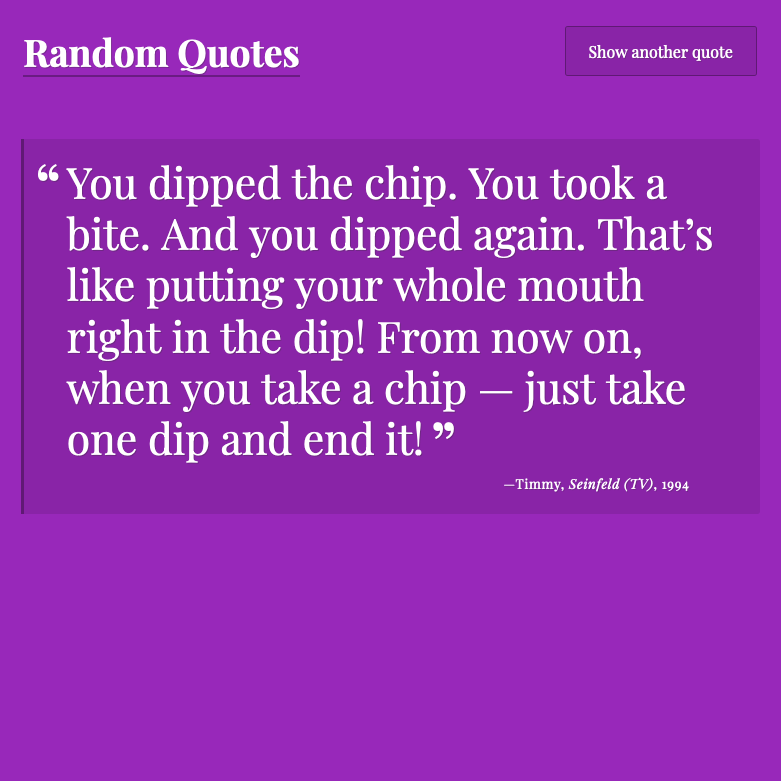 Random Quotes
Show another quote
“You dipped the chip. You took a
bite. And you dipped again. That’s
like putting your whole mouth
right in the dip! From now on,
when you take a chip — just take
one dip and end it!”
—Timmy, Seinfeld (TV), 1994